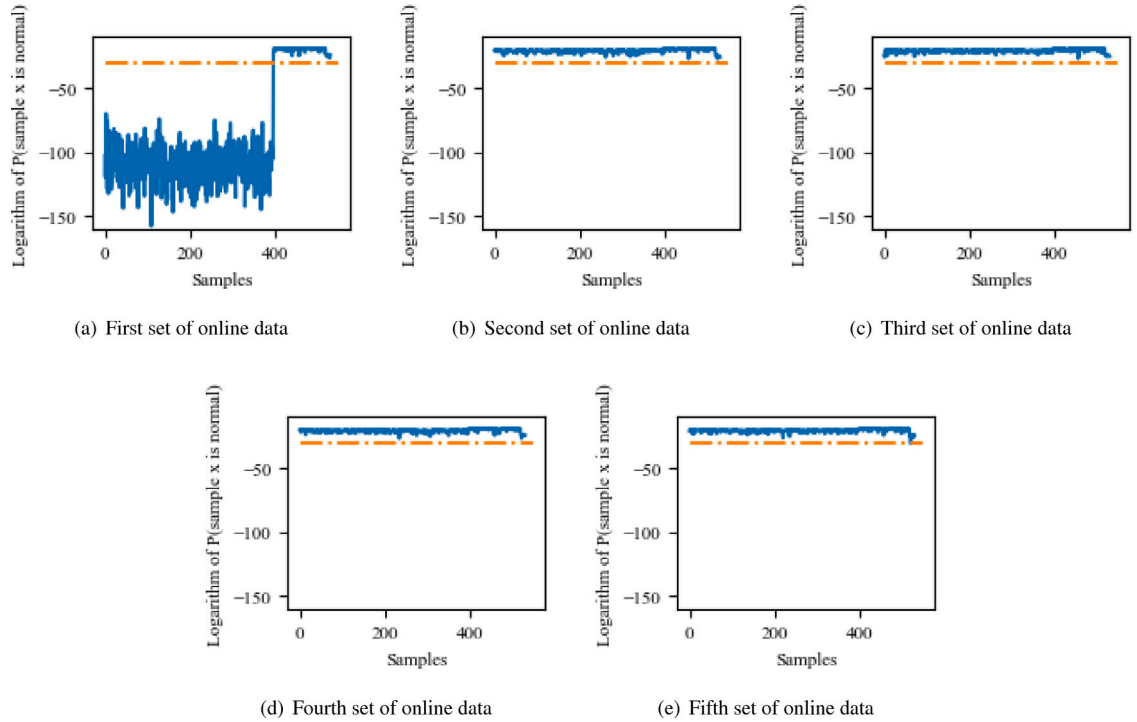 Logarithm of P(sample x is normal)
−50
−100
−150
0
200
400
Samples
(a) First set of online data
Logarithm of P(sample x is normal)
−50
−100
−150
0
200
400
Samples
(b) Second set of online data
Logarithm of P(sample x is normal)
−50
−100
−150
0
200
400
Samples
(c) Third set of online data
Logarithm of P(sample x is normal)
−50
−100
−150
0
200
400
Samples
(d) Fourth set of online data
Logarithm of P(sample x is normal)
−50
−100
−150
0
200
400
Samples
(e) Fifth set of online data